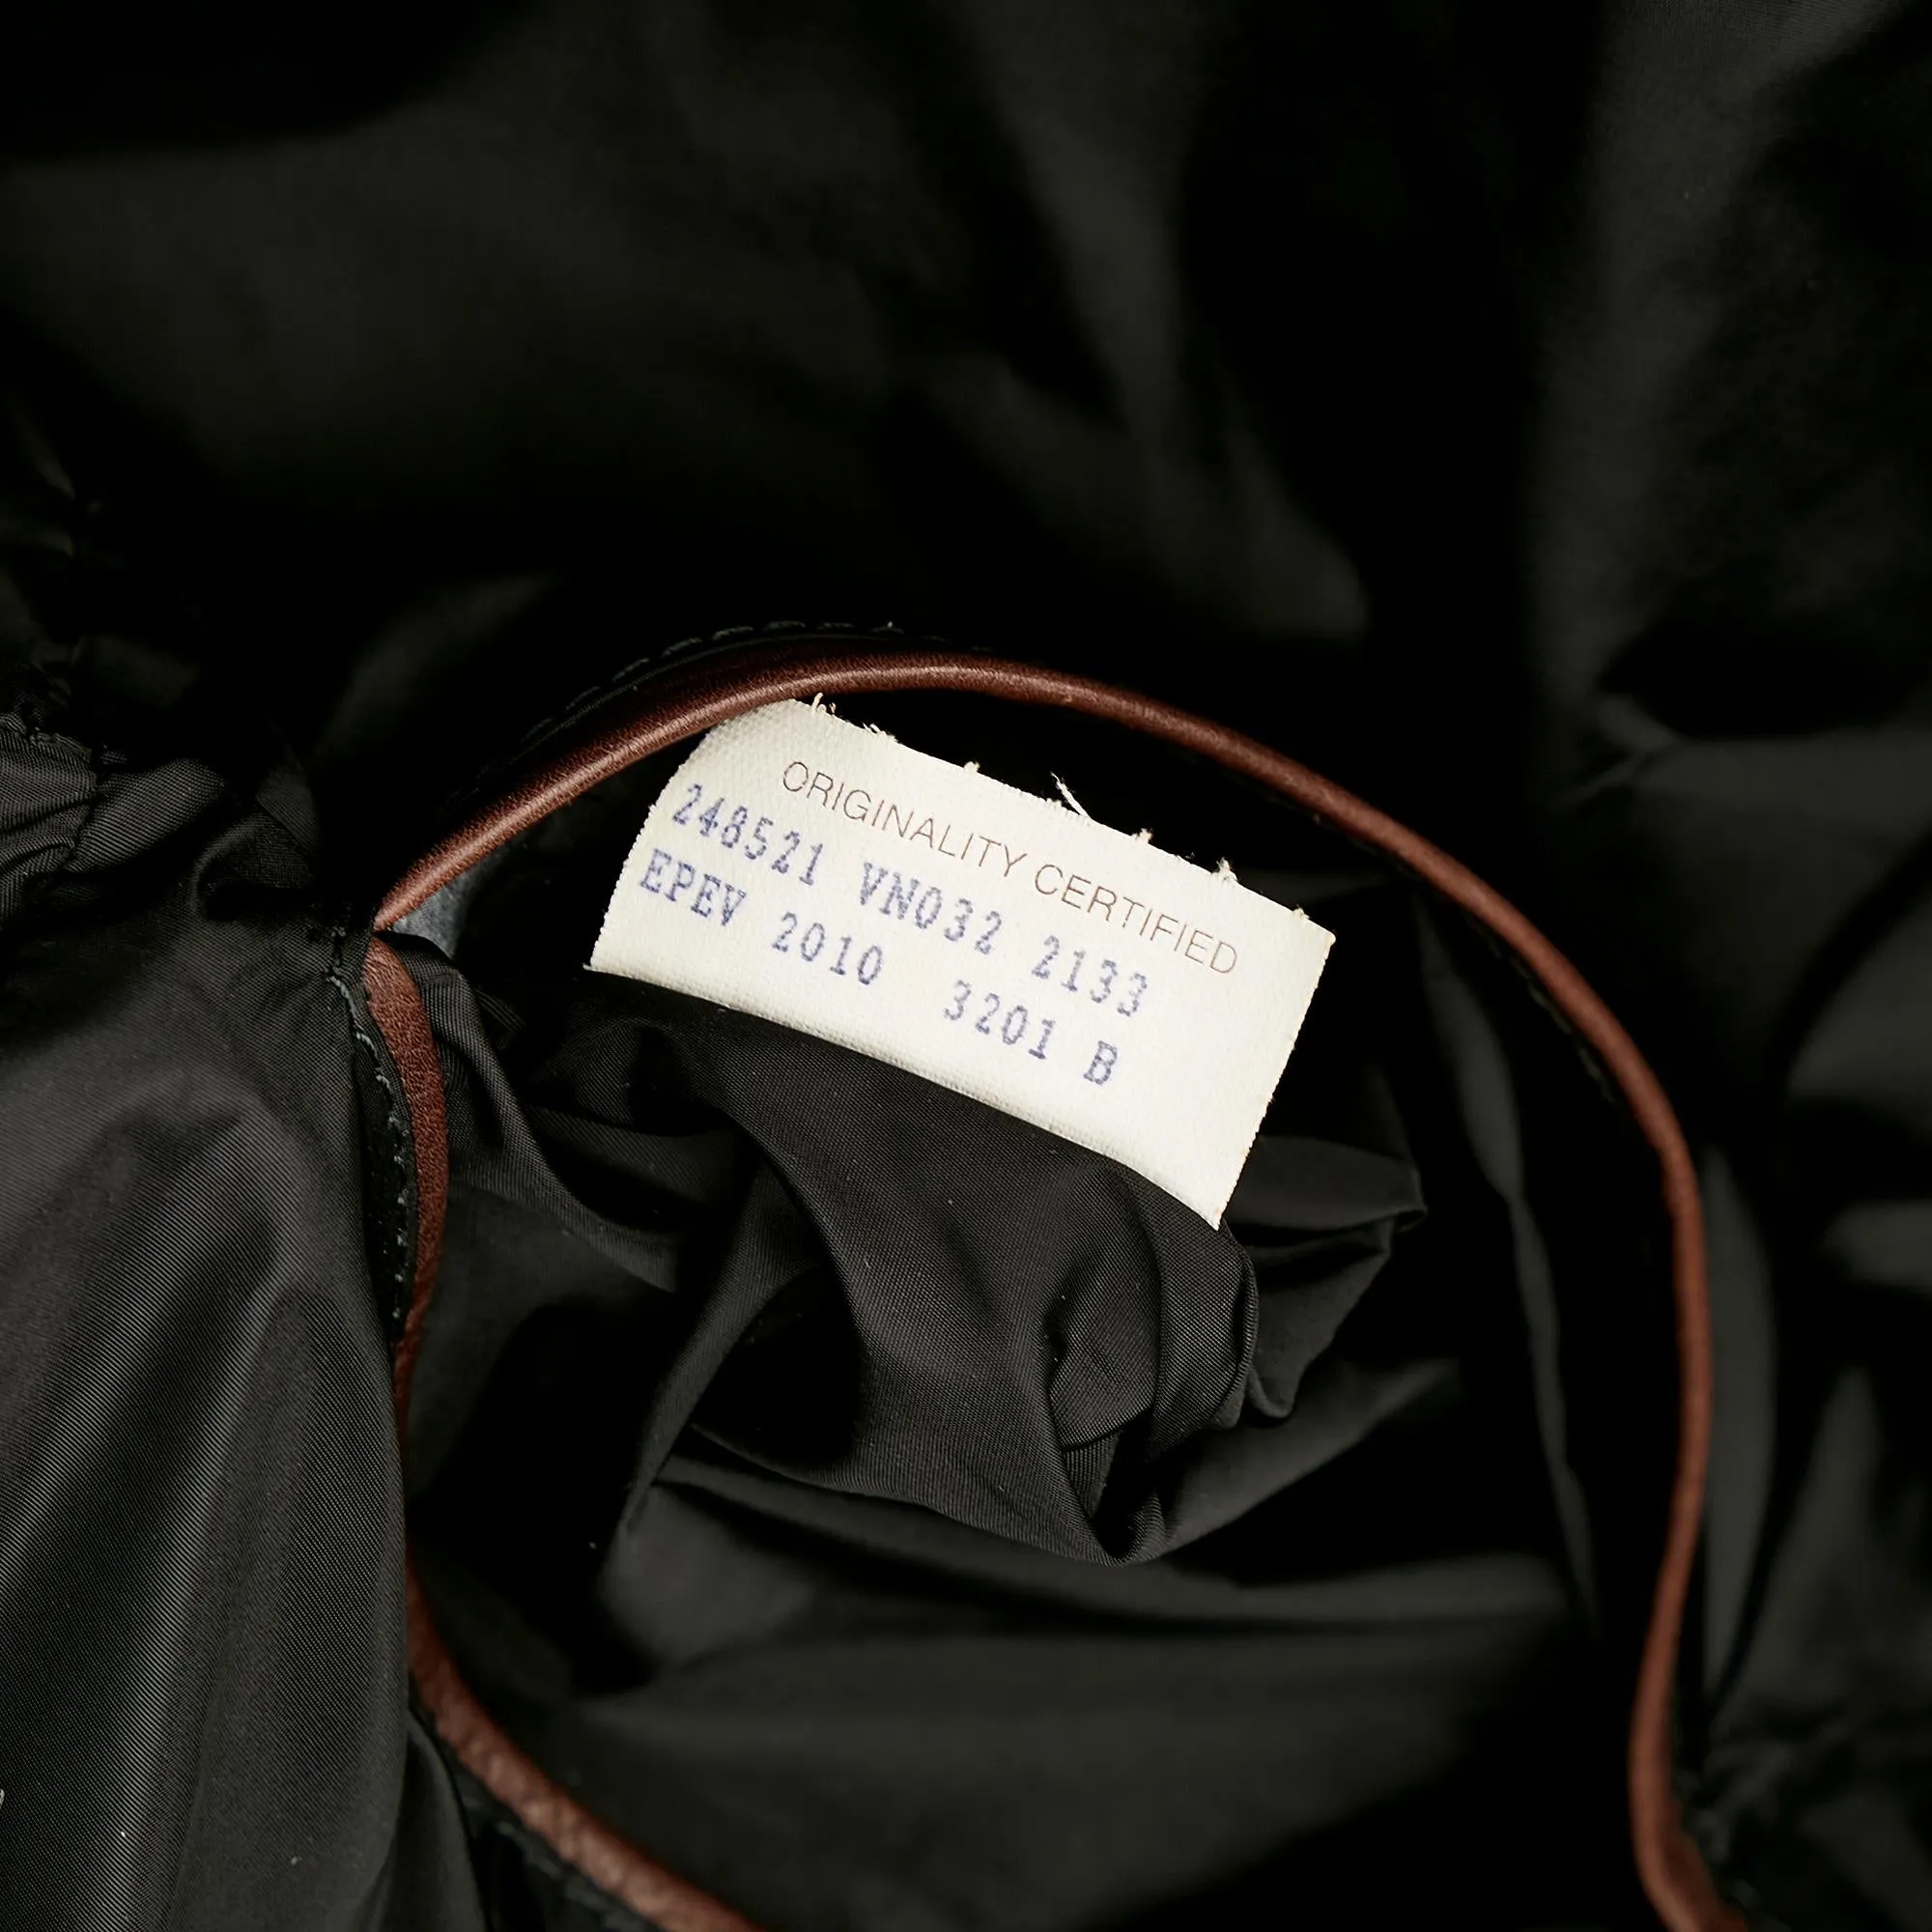 ORIGINALITY CERTIFIED
248521 VN032 2133
EPEV 2010 3201 B